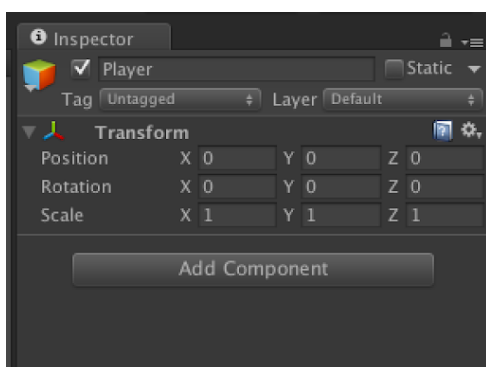 Inspector
Player Static
Tag Untagged Layer Default
Transform
Position X 0 Y 0 Z 0
Rotation X 0 Y 0 Z 0
Scale X 1 Y 1 Z 1
Add Component